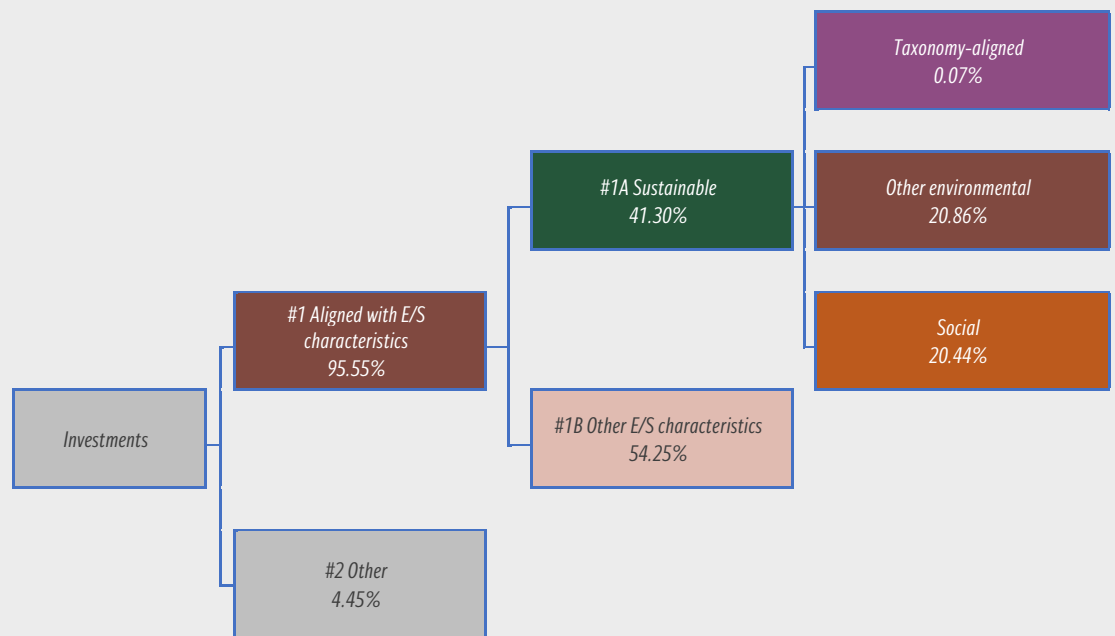 Taxonomy-aligned
0.07%
#1A Sustainable
41.30%
Other environmental
20.86%
#1 Aligned with E/S
characteristics
95.55%
Social
20.44%
Investments
#1B Other E/S characteristics
54.25%
#2 Other
4.45%